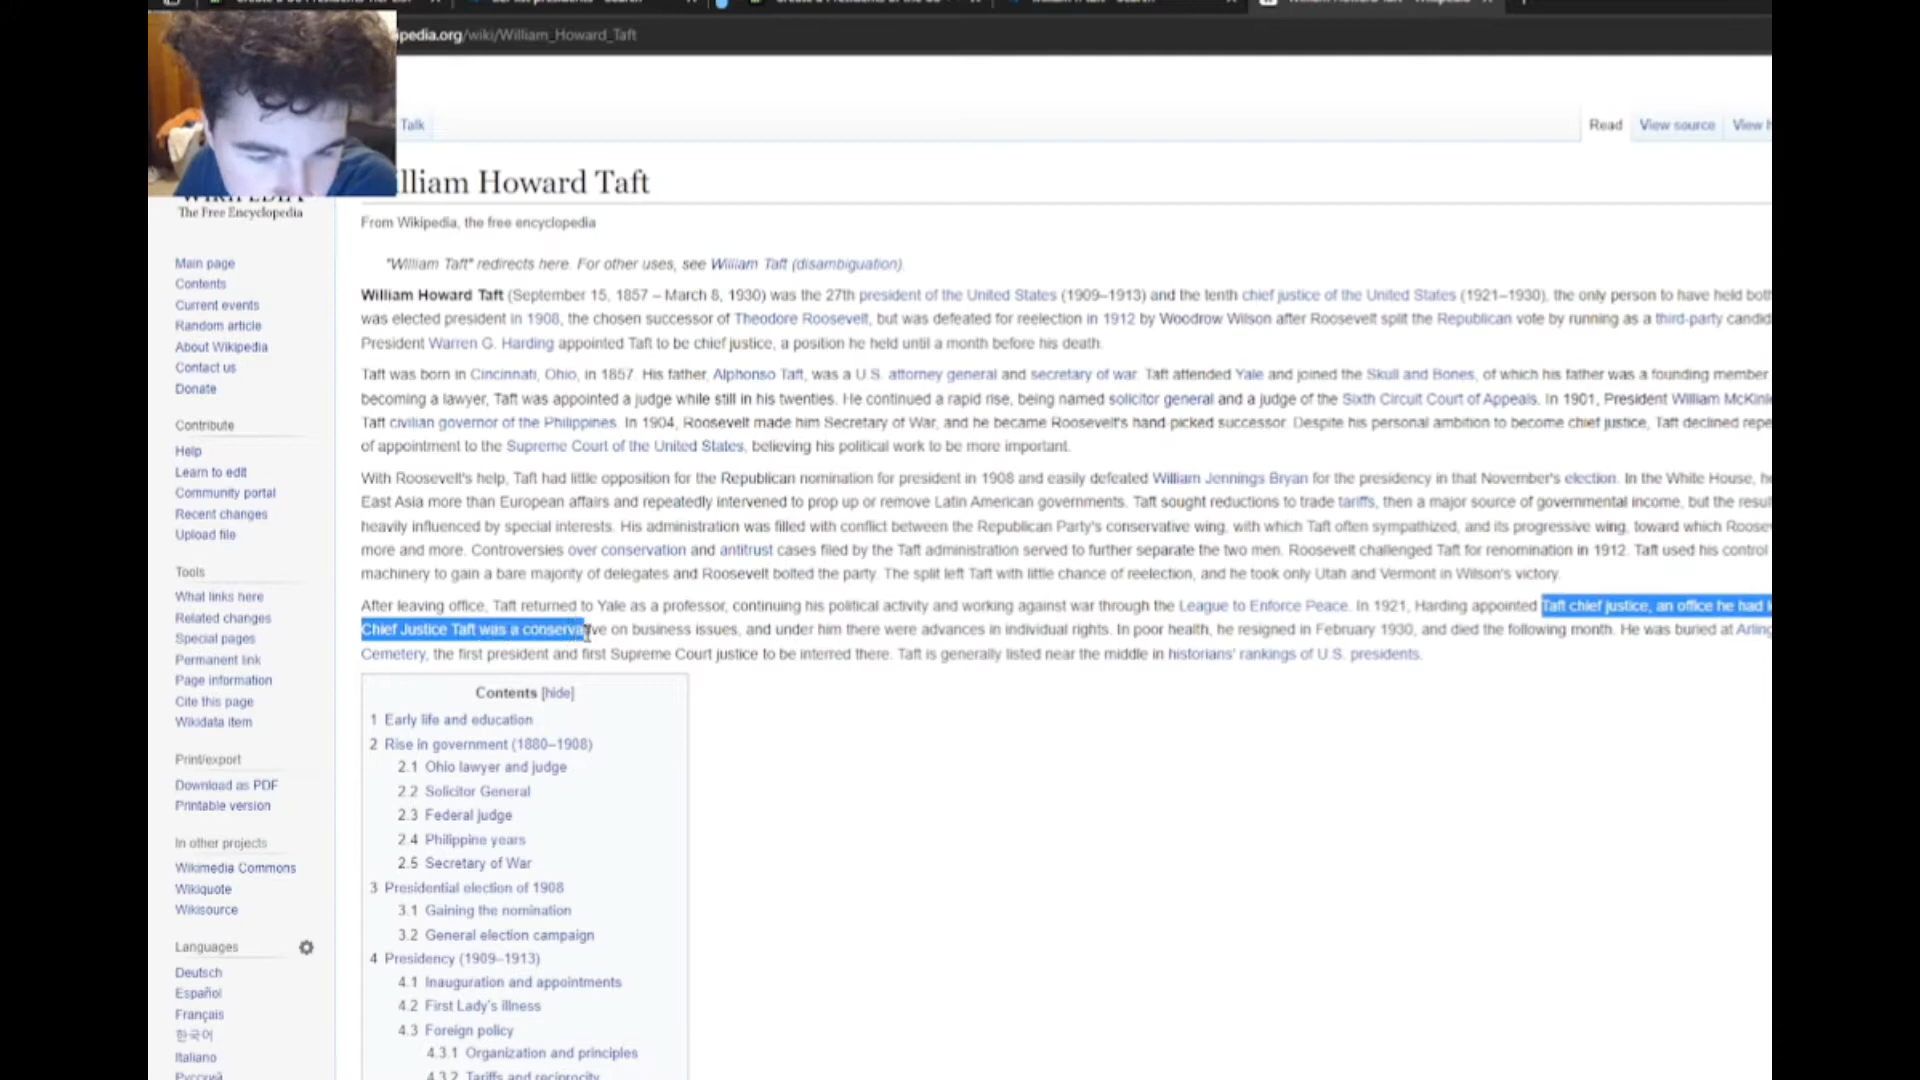 pedia.org/wiki/William_Howard_Taft
Talk
Read
View source
View h
lliam Howard Taft
The Free Encyclopedia
From Wikipedia, the free encyclopedia
"William Taft" redirects here. For other uses, see William Taft (disambiguation).
William Howard Taft (September 15, 1857 – March 8, 1930) was the 27th president of the United States (1909–1913) and the tenth chief justice of the United States (1921–1930), the only person to have held bot
was elected president in 1908, the chosen successor of Theodore Roosevelt, but was defeated for reelection in 1912 by Woodrow Wilson after Roosevelt split the Republican vote by running as a third-party candid
President Warren G. Harding appointed Taft to be chief justice, a position he held until a month before his death.
Taft was born in Cincinnati, Ohio, in 1857. His father, Alphonso Taft, was a U.S. attorney general and secretary of war. Taft attended Yale and joined the Skull and Bones, of which his father was a founding member
becoming a lawyer, Taft was appointed a judge while still in his twenties. He continued a rapid rise, being named solicitor general and a judge of the Sixth Circuit Court of Appeals. In 1901, President William McKinl
Taft civilian governor of the Philippines. In 1904, Roosevelt made him Secretary of War, and he became Roosevelt's hand picked successor. Despite his personal ambition to become chief justice, Taft declined repe
of appointment to the Supreme Court of the United States, believing his political work to be more important.
With Roosevelt's help, Taft had little opposition for the Republican nomination for president in 1908 and easily defeated William Jennings Bryan for the presidency in that November's election. In the White House, he
East Asia more than European affairs and repeatedly intervened to prop up or remove Latin American governments. Taft sought reductions to trade tariffs, then a major source of governmental income, but the resul
heavily influenced by special interests. His administration was filled with conflict between the Republican Party's conservative wing, with which Taft often sympathized, and its progressive wing, toward which Roose
more and more. Controversies over conservation and antitrust cases filed by the Taft administration served to further separate the two men. Roosevelt challenged Taft for renomination in 1912. Taft used his control
machinery to gain a bare majority of delegates and Roosevelt bolted the party. The split left Taft with little chance of reelection, and he took only Utah and Vermont in Wilson's victory.
After leaving office, Taft returned to Yale as a professor, continuing his political activity and working against war through the League to Enforce Peace. In 1921, Harding appointed Taft chief justice, an office he had l
Chief Justice Taft was a conservative on business issues, and under him there were advances in individual rights. In poor health, he resigned in February 1930, and died the following month. He was buried at Arling
Cemetery, the first president and first Supreme Court justice to be interred there. Taft is generally listed near the middle in historians' rankings of U.S. presidents.
Main page
Contents
Current events
Random article
About Wikipedia
Contact us
Donate
Contribute
Help
Learn to edit
Community portal
Recent changes
Upload file
Tools
What links here
Related changes
Special pages
Permanent link
Page information
Cite this page
Wikidata item
Print/export
Download as PDF
Printable version
In other projects
Wikimedia Commons
Wikiquote
Wikisource
Languages
Deutsch
Español
Français
한국어
Italiano
Русский
Contents [hide]
1 Early life and education
2 Rise in government (1880–1908)
2.1 Ohio lawyer and judge
2.2 Solicitor General
2.3 Federal judge
2.4 Philippine years
2.5 Secretary of War
3 Presidential election of 1908
3.1 Gaining the nomination
3.2 General election campaign
4 Presidency (1909–1913)
4.1 Inauguration and appointments
4.2 First Lady's illness
4.3 Foreign policy
4.3.1 Organization and principles
4.3.2 Tariffs and reciprocity